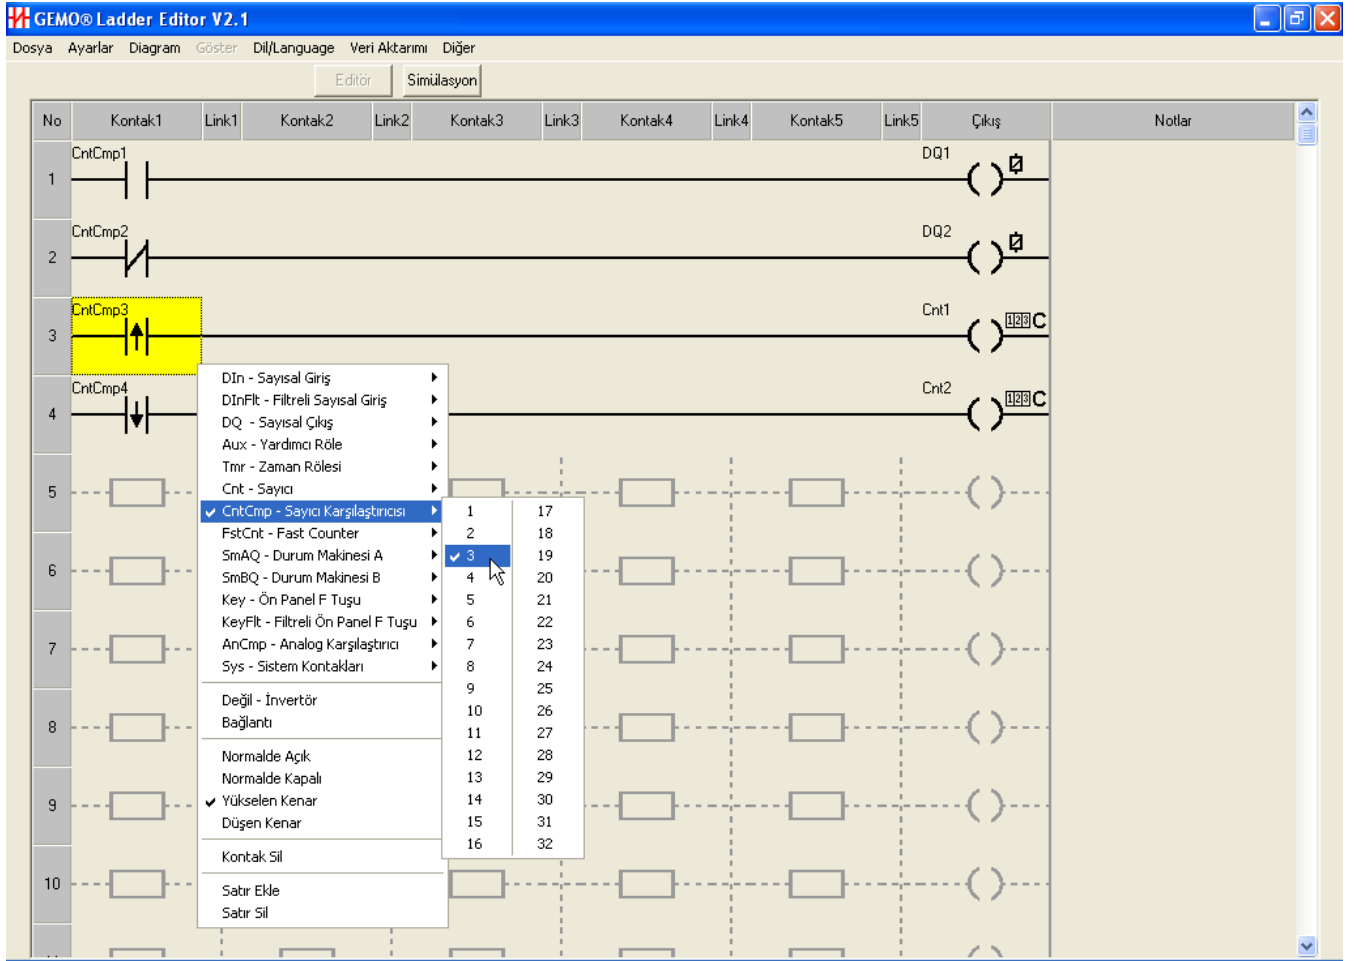 GEMO® Ladder Editor V2.1
Dosya Ayarlar Diagram Göster Dil/Language Veri Aktarımı Diğer
Editör Simülasyon
No Kontak1 Link1 Kontak2 Link2 Kontak3 Link3 Kontak4 Link4 Kontak5 Link5 Çıkış Notlar
CntCmp1 DQ1
1
CntCmp2 DQ2
2
CntCmp3 Cnt1
123 C
3
CntCmp4 Cnt2
123 C
4
5
6
7
8
9
10
DIn - Sayısal Giriş
DInFlt - Filtreli Sayısal Giriş
DQ - Sayısal Çıkış
Aux - Yardımcı Röle
Tmr - Zaman Rölesi
Cnt - Sayıcı
CntCmp - Sayıcı Karşılaştırıcısı
FstCnt - Fast Counter
SmAQ - Durum Makinesi A
SmBQ - Durum Makinesi B
Key - Ön Panel F Tuşu
KeyFlt - Filtreli Ön Panel F Tuşu
AnCmp - Analog Karşılaştırıcı
Sys - Sistem Kontakları
Değil - İnvertör
Bağlantı
Normalde Açık
Normalde Kapalı
Yükselen Kenar
Düşen Kenar
Kontak Sil
Satır Ekle
Satır Sil
1 17
2 18
3 19
4 20
5 21
6 22
7 23
8 24
9 25
10 26
11 27
12 28
13 29
14 30
15 31
16 32